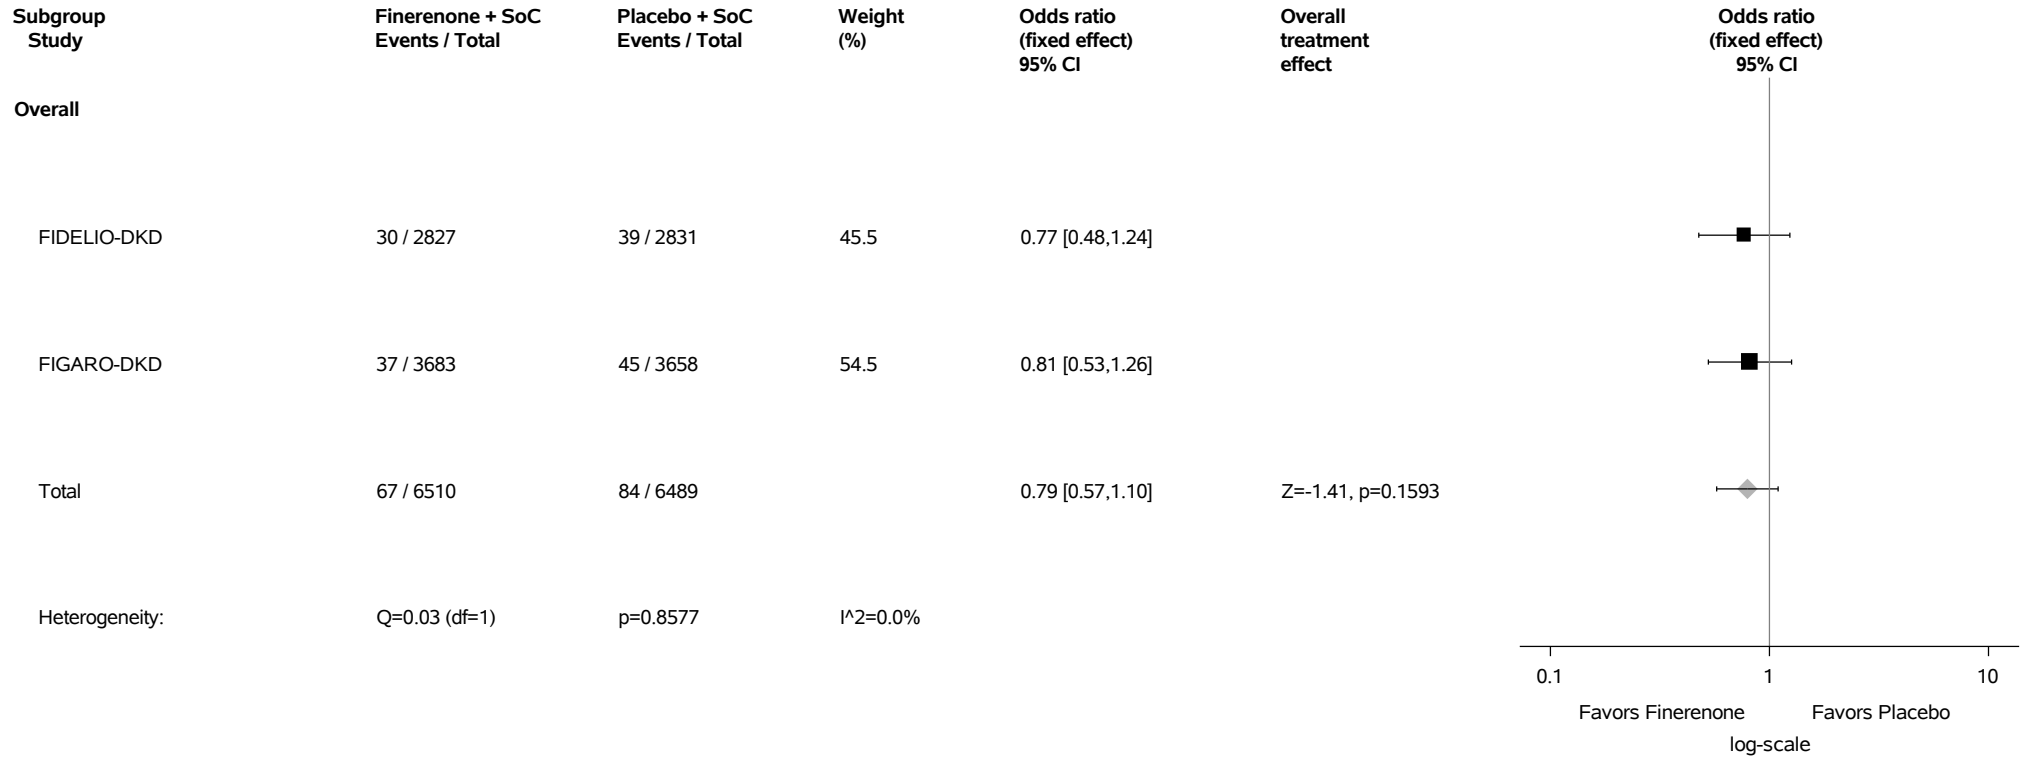 Subgroup Finerenone + SoC Placebo + SoC Weight Odds ratio Overall Odds ratio
Study Events / Total Events / Total (%) (fixed effect) treatment (fixed effect)
95% CI effect 95% CI
Overall
FIDELIO-DKD 30 / 2827 39 / 2831 45.5 0.77 [0.48,1.24]
FIGARO-DKD 37 / 3683 45 / 3658 54.5 0.81 [0.53,1.26]
Total 67 / 6510 84 / 6489 0.79 [0.57,1.10] Z=-1.41, p=0.1593
Heterogeneity: Q=0.03 (df=1) p=0.8577 I^2=0.0%
0.1 1 10
Favors Finerenone Favors Placebo
log-scale